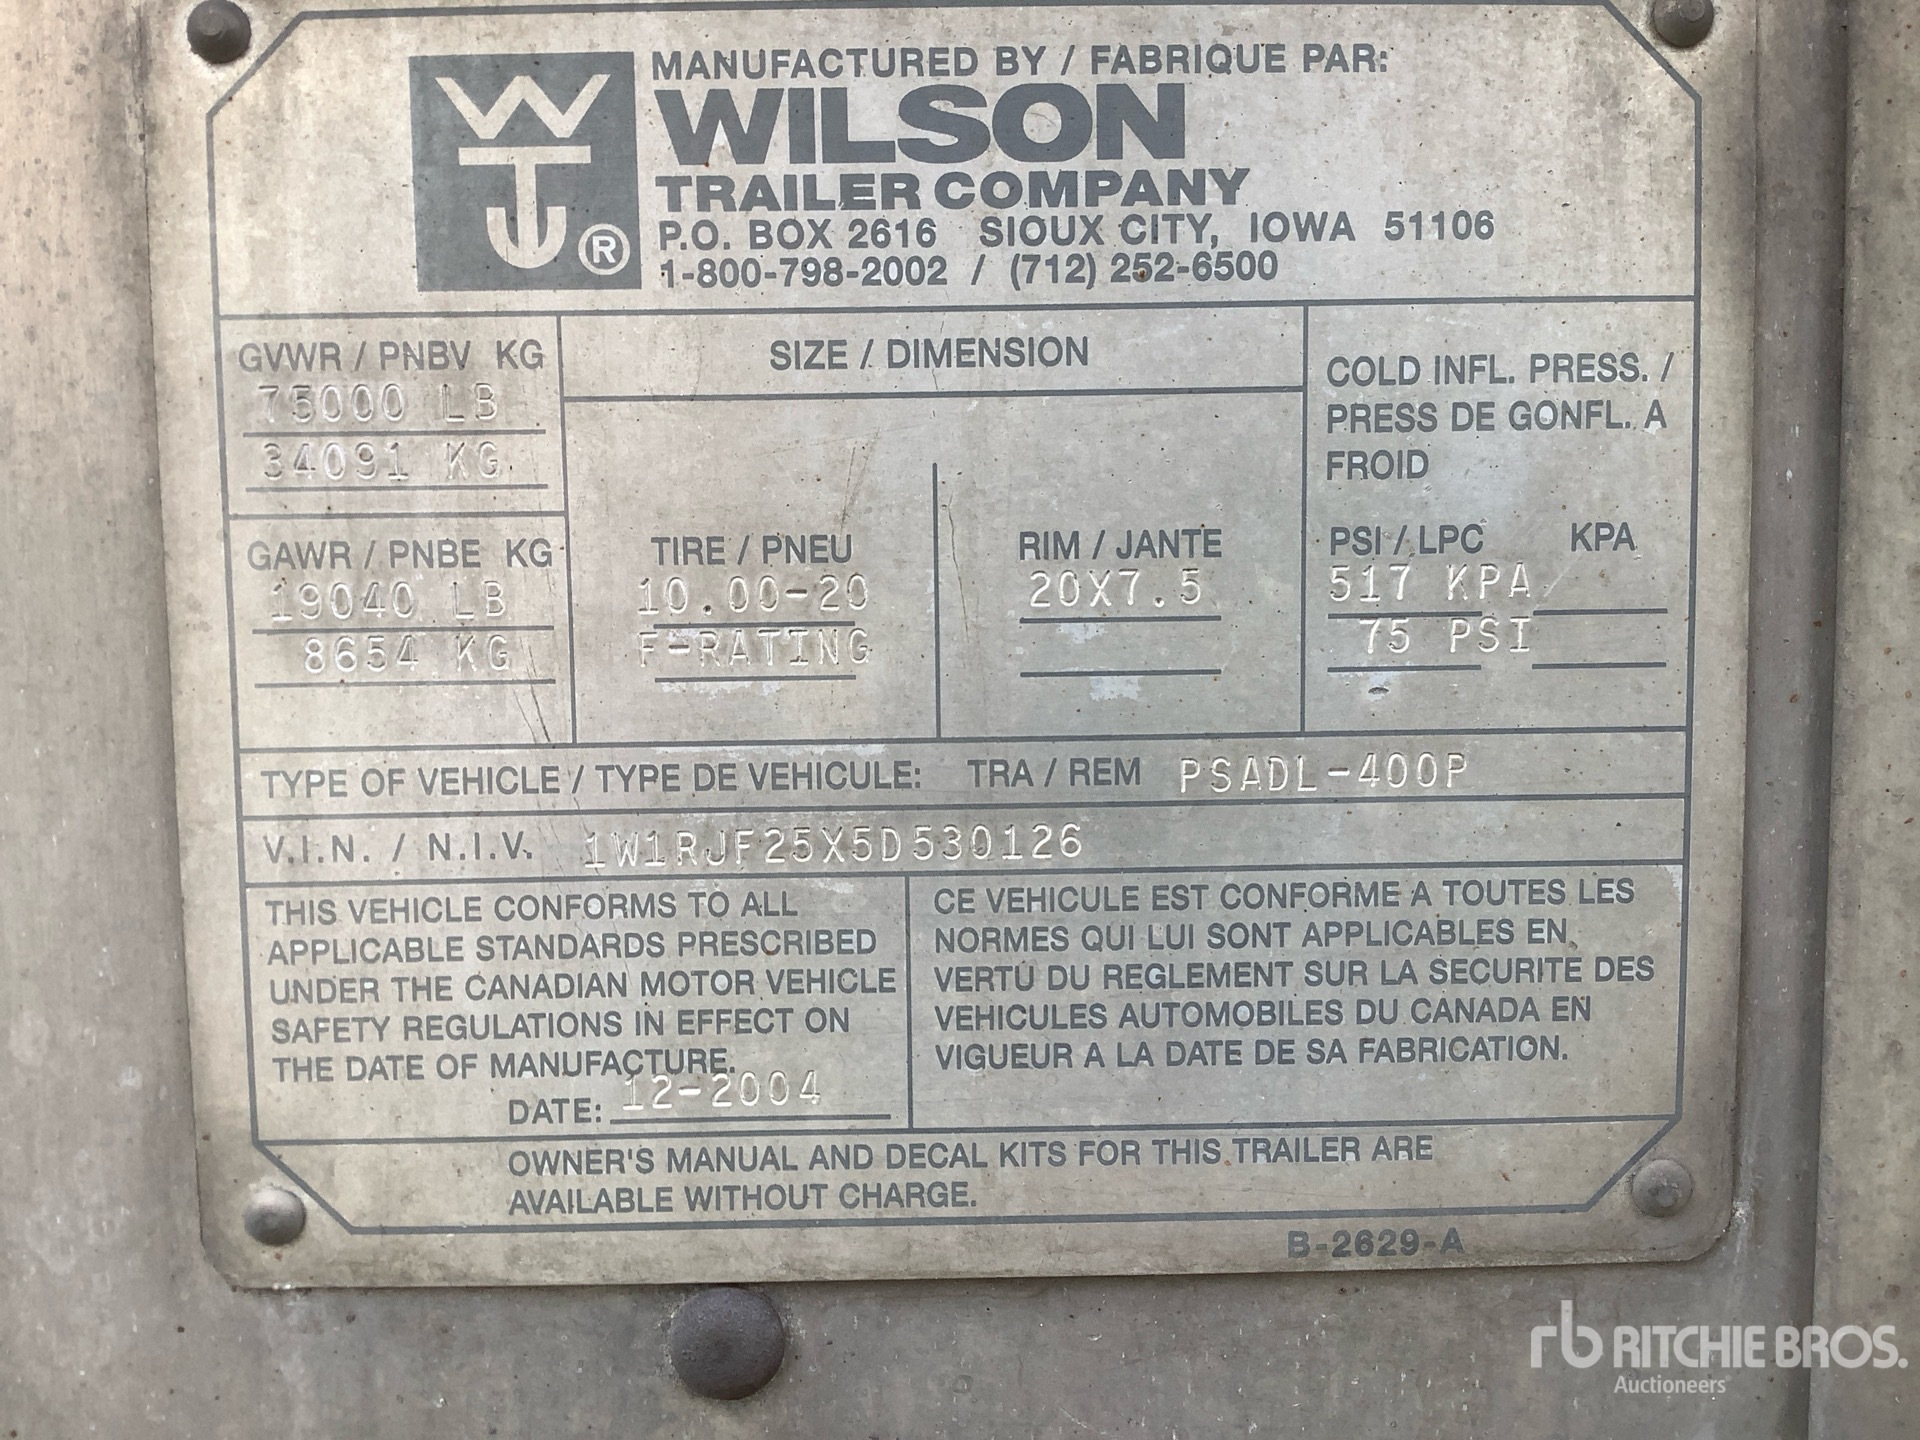 MANUFACTURED BY / FABRIQUE PAR:
WILSON
TRAILER COMPANY
P.O. BOX 2616 SIOUX CITY, IOWA 51106
1-800-798-2002 / (712) 252-6500
WT ®
GVWR / PNBV KG
75000 LB
34091 KG
GAWR / PNBE KG
19040 LB
8654 KG
SIZE / DIMENSION
TIRE / PNEU
10.00-20
F-RATING
RIM / JANTE
20X7.5
COLD INFL. PRESS. /
PRESS DE GONFL. A
FROID
PSI / LPC KPA
517 KPA
75 PSI
TYPE OF VEHICLE / TYPE DE VEHICULE: TRA / REM PSADL-400P
V.I.N. / N.I.V. 1W1RJF25X5D530126
THIS VEHICLE CONFORMS TO ALL
APPLICABLE STANDARDS PRESCRIBED
UNDER THE CANADIAN MOTOR VEHICLE
SAFETY REGULATIONS IN EFFECT ON
THE DATE OF MANUFACTURE.
DATE: 12-2004
CE VEHICULE EST CONFORME A TOUTES LES
NORMES QUI LUI SONT APPLICABLES EN
VERTU DU REGLEMENT SUR LA SECURITE DES
VEHICULES AUTOMOBILES DU CANADA EN
VIGUEUR A LA DATE DE SA FABRICATION.
OWNER'S MANUAL AND DECAL KITS FOR THIS TRAILER ARE
AVAILABLE WITHOUT CHARGE.
B-2629-A
rb RITCHIE BROS.
Auctioneers